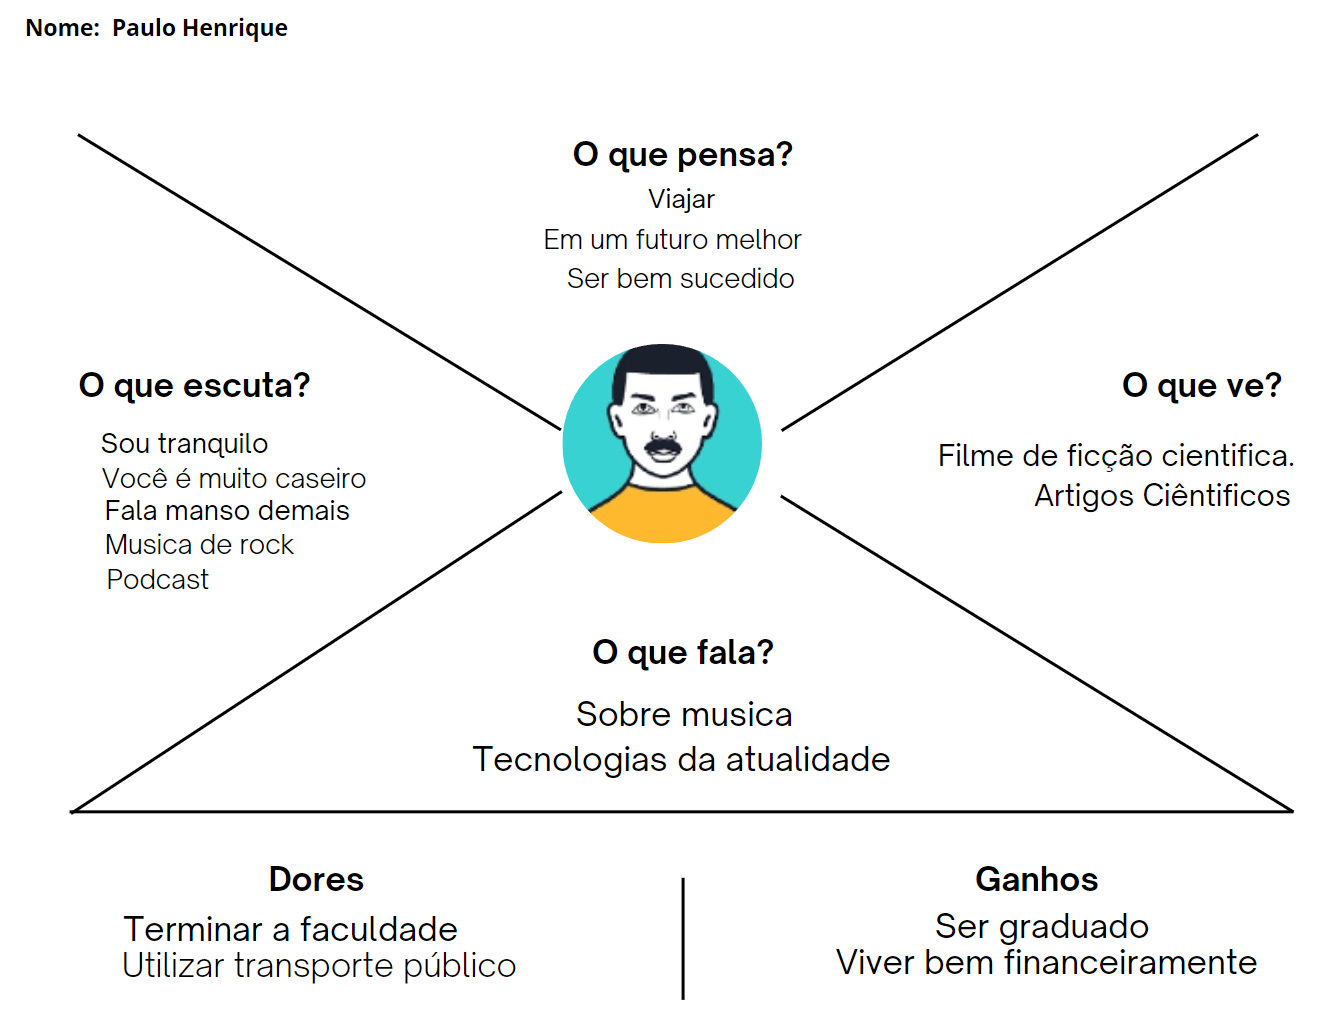 Nome:  Paulo Henrique
O que pensa?
Viajar
Em um futuro melhor
Ser bem sucedido
O que escuta?
Sou tranquilo
Você é muito caseiro
Fala manso demais
Musica de rock
Podcast
O que ve?
Filme de ficção cientifica.
Artigos Ciêntificos
O que fala?
Sobre musica
Tecnologias da atualidade
Dores
Terminar a faculdade
Utilizar transporte público
Ganhos
Ser graduado
Viver bem financeiramente